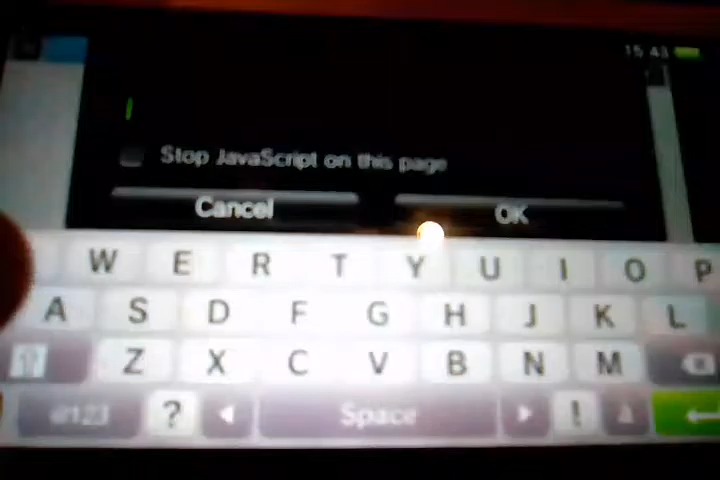 15:43
Stop JavaScript on this page
Cancel OK
W E R T Y U I O P
A S D F G H J K L
Z X C V B N M
@123 ? Space !